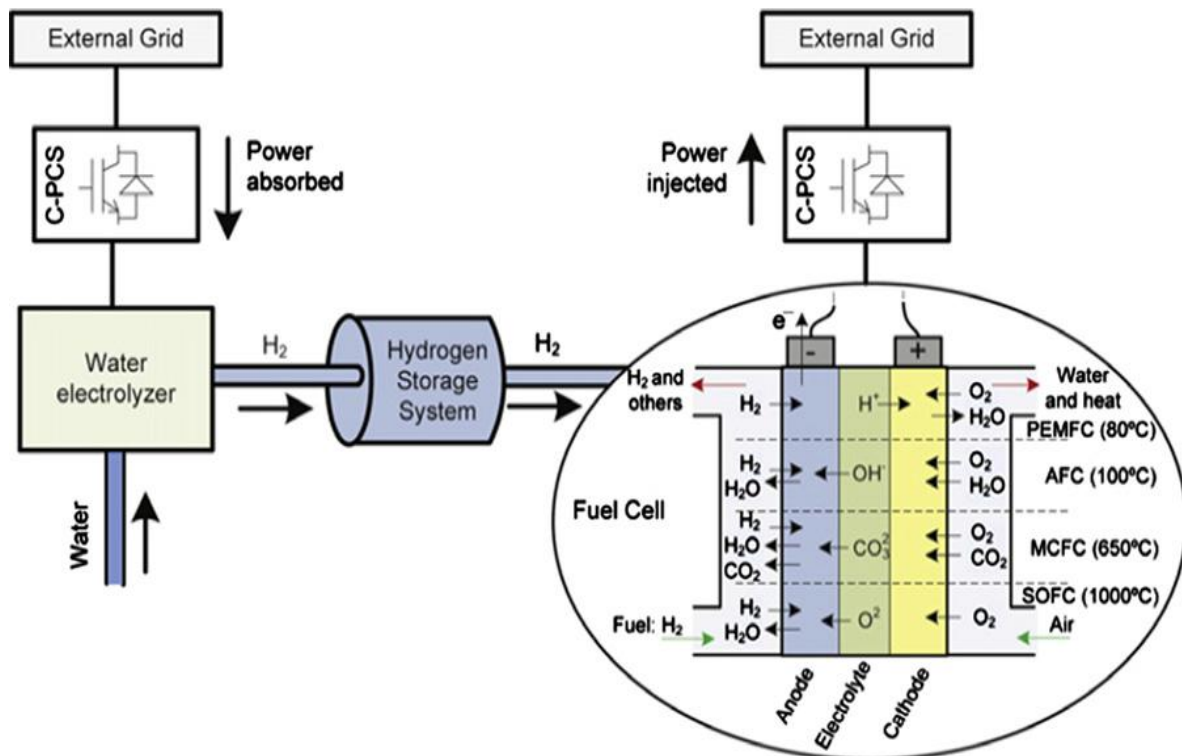 External Grid
External Grid
C-PCS
Power
absorbed
Power
injected
C-PCS
Water
electrolyzer
H₂
Hydrogen
Storage
System
H₂
Water
e⁻
-
+
H₂ and
others
H₂
H⁺
O₂
H₂O
Water
and heat
PEMFC (80ºC)
H₂
H₂O
OH⁻
O₂
H₂O
AFC (100ºC)
Fuel Cell
H₂
H₂O
CO₂
CO₃²
O₂
CO₂
MCFC (650ºC)
SOFC (1000ºC)
Fuel: H₂
H₂
H₂O
O²
O₂
Air
Anode
Electrolyte
Cathode